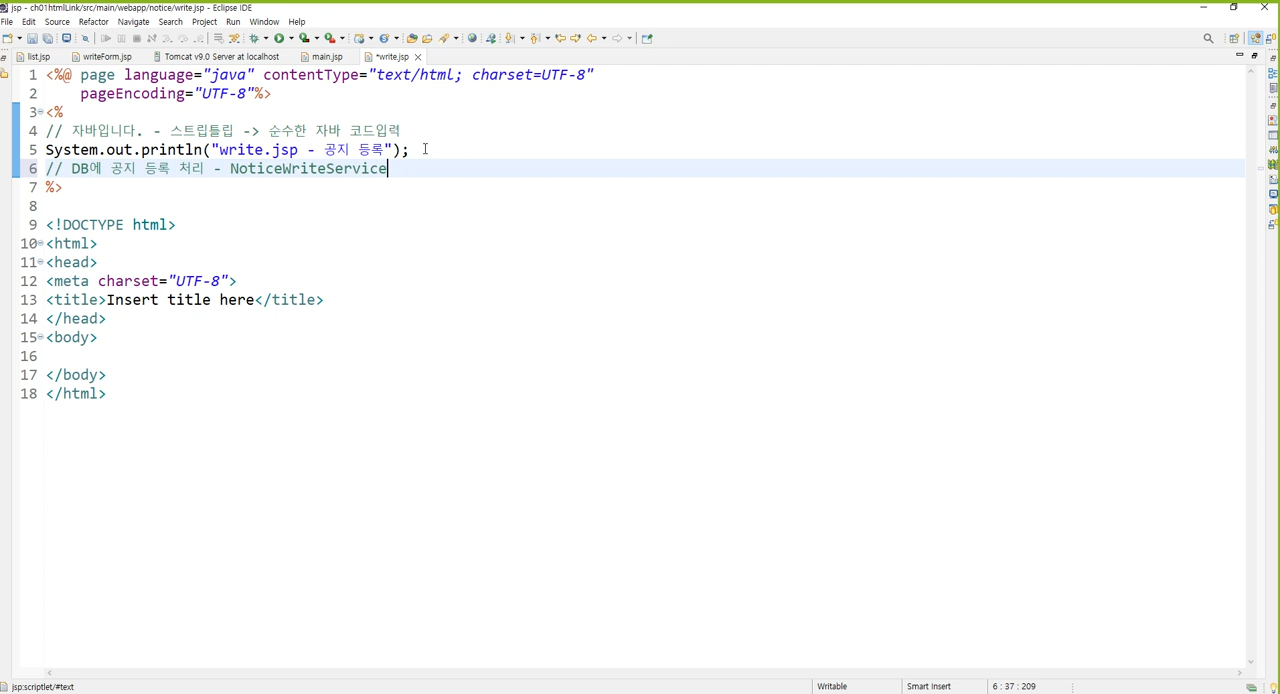 jsp - ch01htmlLink/src/main/webapp/notice/write.jsp - Eclipse IDE
File Edit Source Refactor Navigate Search Project Run Window Help
list.jsp writeForm.jsp Tomcat v9.0 Server at localhost main.jsp *write.jsp
1 <%@ page language="java" contentType="text/html; charset=UTF-8"
2 pageEncoding="UTF-8"%>
3 <%
4 // 자바입니다. - 스트립틀립 -> 순수한 자바 코드입력
5 System.out.println("write.jsp - 공지 등록");
6 // DB에 공지 등록 처리 - NoticeWriteService
7 %>
8
9 <!DOCTYPE html>
10 <html>
11 <head>
12 <meta charset="UTF-8">
13 <title>Insert title here</title>
14 </head>
15 <body>
16
17 </body>
18 </html>
jsp:scriptlet/#text Writable Smart Insert 6 : 37 : 209